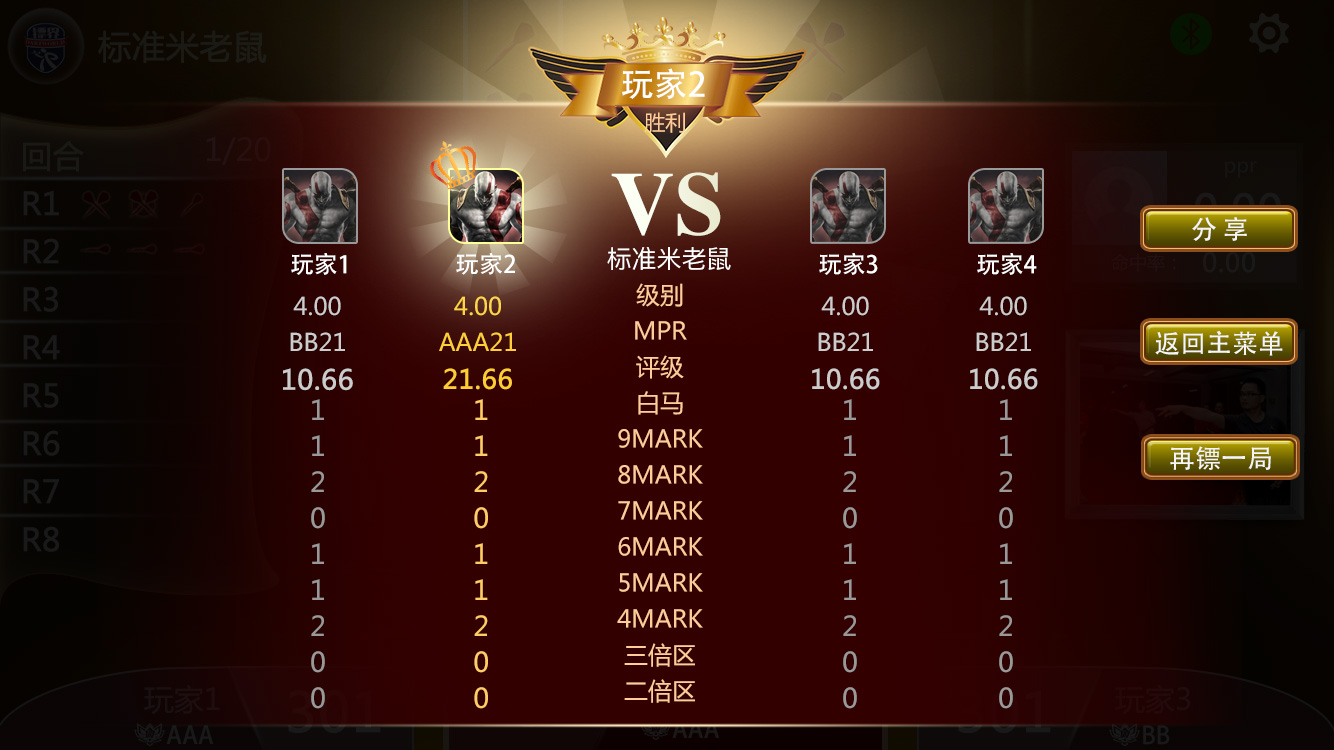 标准米老鼠
玩家2
胜利
回合 1/20
R1
R2
R3
R4
R5
R6
R7
R8
ppr
0.00
命中率: 0.00
VS
玩家1 玩家2 标准米老鼠 玩家3 玩家4
级别
4.00 4.00 4.00 4.00
MPR
BB21 AAA21 BB21 BB21
评级
10.66 21.66 10.66 10.66
白马
1 1 1 1
9MARK
1 1 1 1
8MARK
2 2 2 2
7MARK
0 0 0 0
6MARK
1 1 1 1
5MARK
1 1 1 1
4MARK
2 2 2 2
三倍区
0 0 0 0
二倍区
0 0 0 0
分享
返回主菜单
再镖一局
玩家1 301 301 玩家3
AAA AAA BB